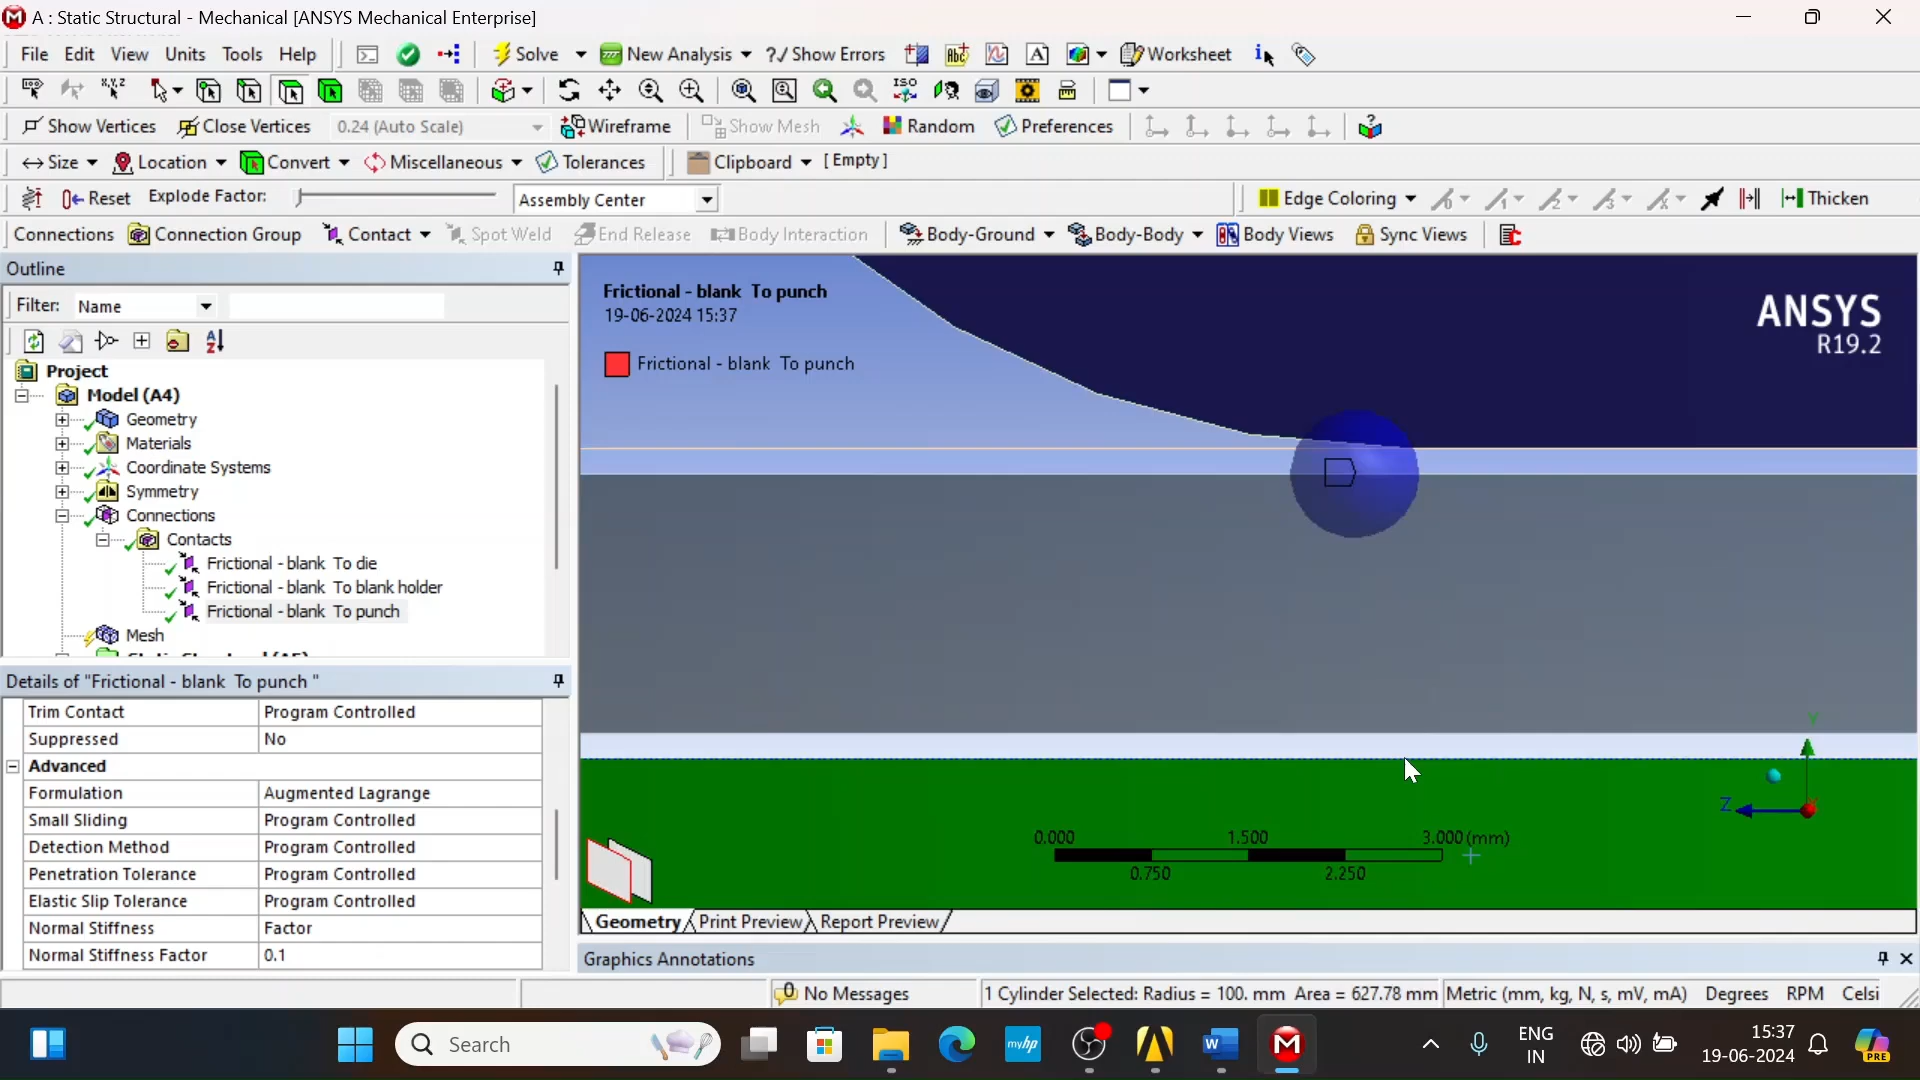 A : Static Structural - Mechanical [ANSYS Mechanical Enterprise]
File Edit View Units Tools Help Solve New Analysis ?/ Show Errors Worksheet
Show Vertices Close Vertices 0.24 (Auto Scale) Wireframe Show Mesh Random Preferences
Size Location Convert Miscellaneous Tolerances Clipboard [ Empty ]
Reset Explode Factor: Assembly Center Edge Coloring Thicken
Connections Connection Group Contact Spot Weld End Release Body Interaction Body-Ground Body-Body Body Views Sync Views
Outline
Filter: Name
Project
Model (A4)
Geometry
Materials
Coordinate Systems
Symmetry
Connections
Contacts
Frictional - blank To die
Frictional - blank To blank holder
Frictional - blank To punch
Mesh
Details of "Frictional - blank To punch "
Trim Contact Program Controlled
Suppressed No
Advanced
Formulation Augmented Lagrange
Small Sliding Program Controlled
Detection Method Program Controlled
Penetration Tolerance Program Controlled
Elastic Slip Tolerance Program Controlled
Normal Stiffness Factor
Normal Stiffness Factor 0.1
Frictional - blank To punch
19-06-2024 15:37
Frictional - blank To punch
ANSYS
R19.2
Y
Z
0.000 1.500 3.000 (mm)
0.750 2.250
Geometry Print Preview Report Preview
Graphics Annotations
No Messages 1 Cylinder Selected: Radius = 100. mm Area = 627.78 mm Metric (mm, kg, N, s, mV, mA) Degrees RPM Celsi
Search
myhp
ENG
IN
15:37
19-06-2024
PRE